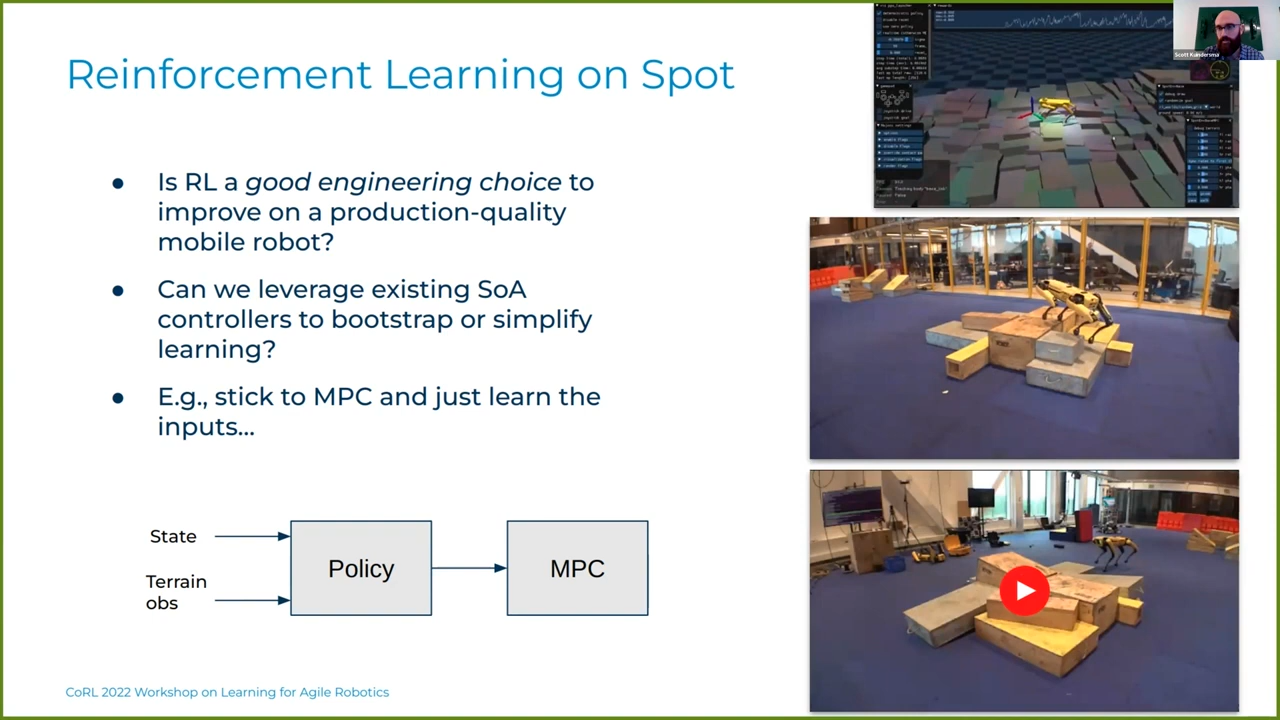 Reinforcement Learning on Spot
● Is RL a good engineering choice to
improve on a production-quality
mobile robot?
● Can we leverage existing SoA
controllers to bootstrap or simplify
learning?
● E.g., stick to MPC and just learn the
inputs...
State
Terrain
obs
Policy
MPC
CoRL 2022 Workshop on Learning for Agile Robotics